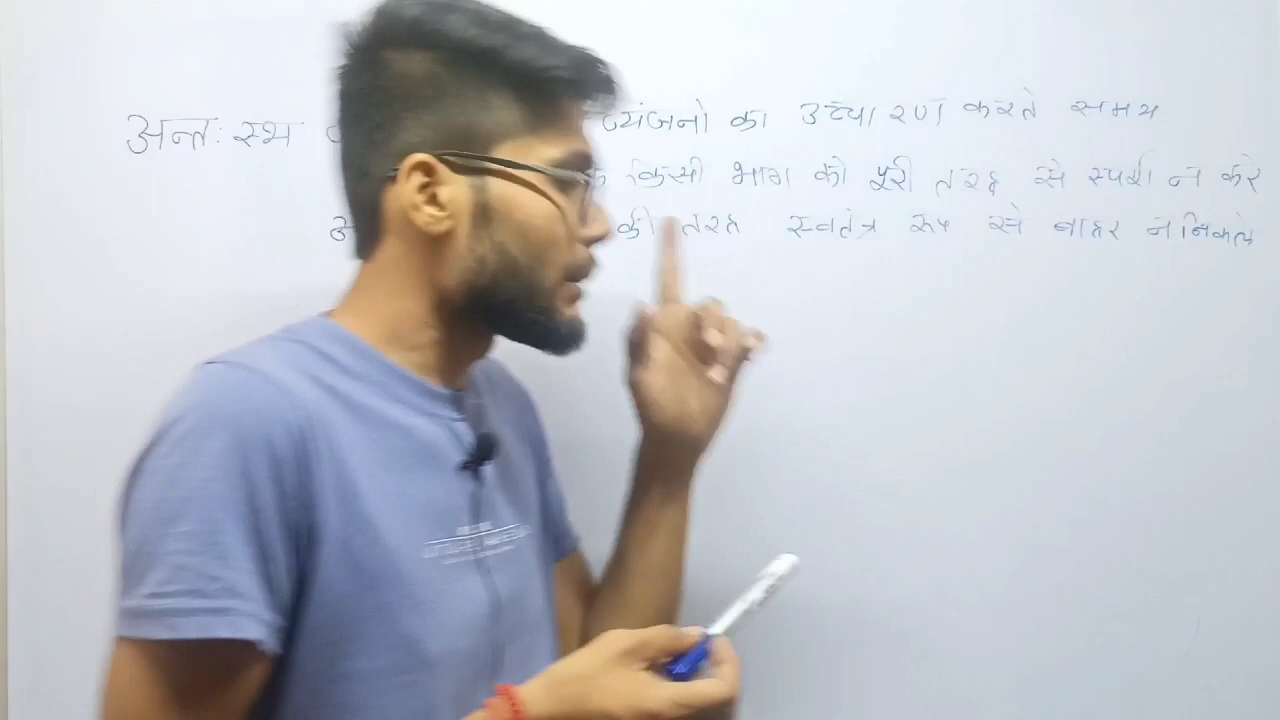 अन्तः स्थ व्यंजनो का उच्चारण करते समय
किसी भाग को पूरी तरह से स्पर्श न करे
की तरह स्वतंत्र रूप से बाहर न निकले